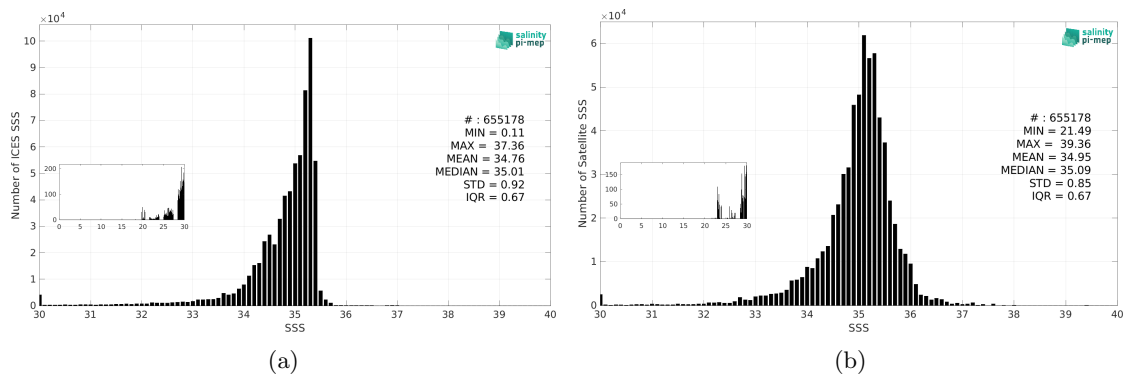 ×10⁴
10
9
8
7
6
5
4
3
2
1
0
Number of ICES SSS
salinity
pi-mep
# : 655178
MIN = 0.11
MAX = 37.36
MEAN = 34.76
MEDIAN = 35.01
STD = 0.92
IQR = 0.67
200
100
0
0 5 10 15 20 25 30
30 31 32 33 34 35 36 37 38 39 40
SSS
(a)
×10⁴
6
5
4
3
2
1
0
Number of Satellite SSS
salinity
pi-mep
# : 655178
MIN = 21.49
MAX = 39.36
MEAN = 34.95
MEDIAN = 35.09
STD = 0.85
IQR = 0.67
150
100
50
0
0 5 10 15 20 25 30
30 31 32 33 34 35 36 37 38 39 40
SSS
(b)